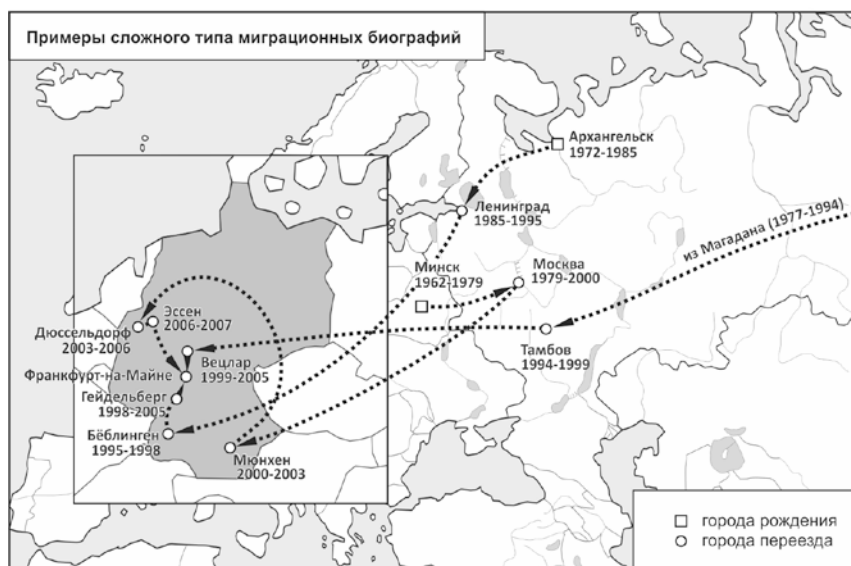 Примеры сложного типа миграционных биографий
Архангельск
1972-1985
Ленинград
1985-1995
из Магадана (1977-1994)
Минск
1962-1979
Москва
1979-2000
Эссен
2006-2007
Дюссельдорф
2003-2006
Тамбов
1994-1999
Вецлар
1999-2005
Франкфурт-на-Майне
Гейдельберг
1998-2005
Бёблинген
1995-1998
Мюнхен
2000-2003
города рождения
города переезда